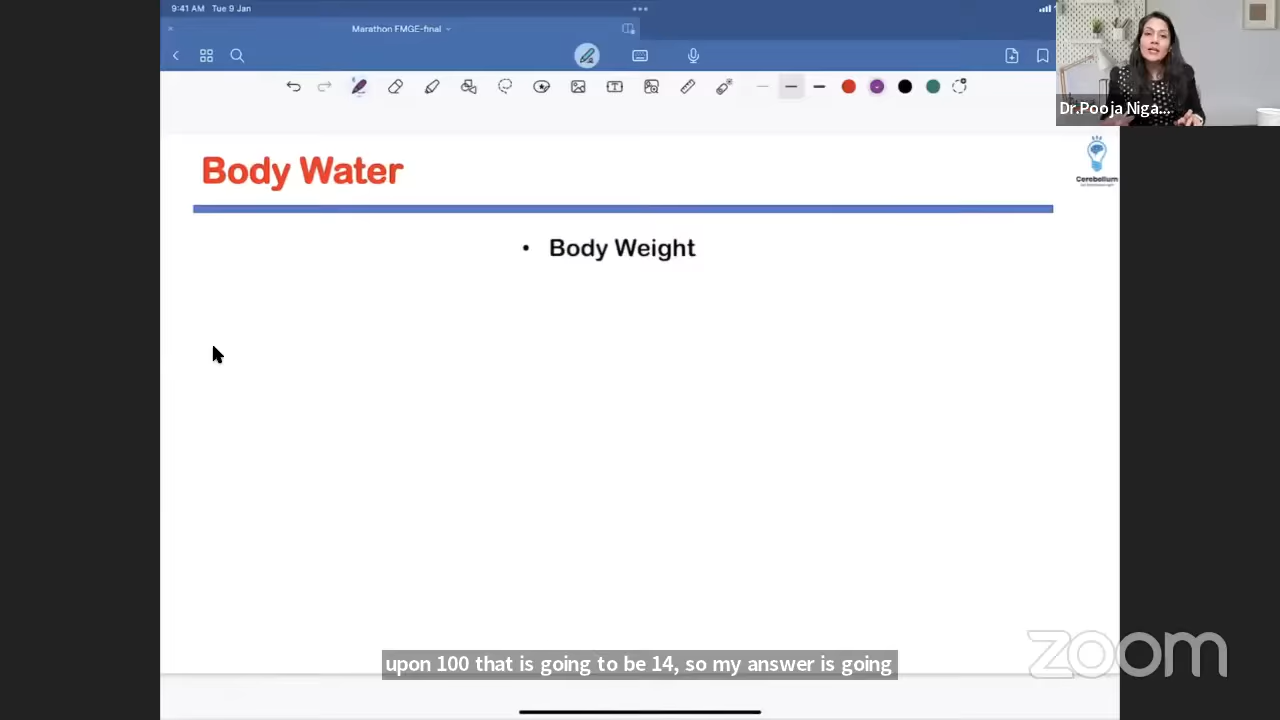 9:41 AM Tue 9 Jan
Marathon FMGE-final
Dr.Pooja Niga...
Body Water
Cerebellum
• Body Weight
upon 100 that is going to be 14, so my answer is going
zoom